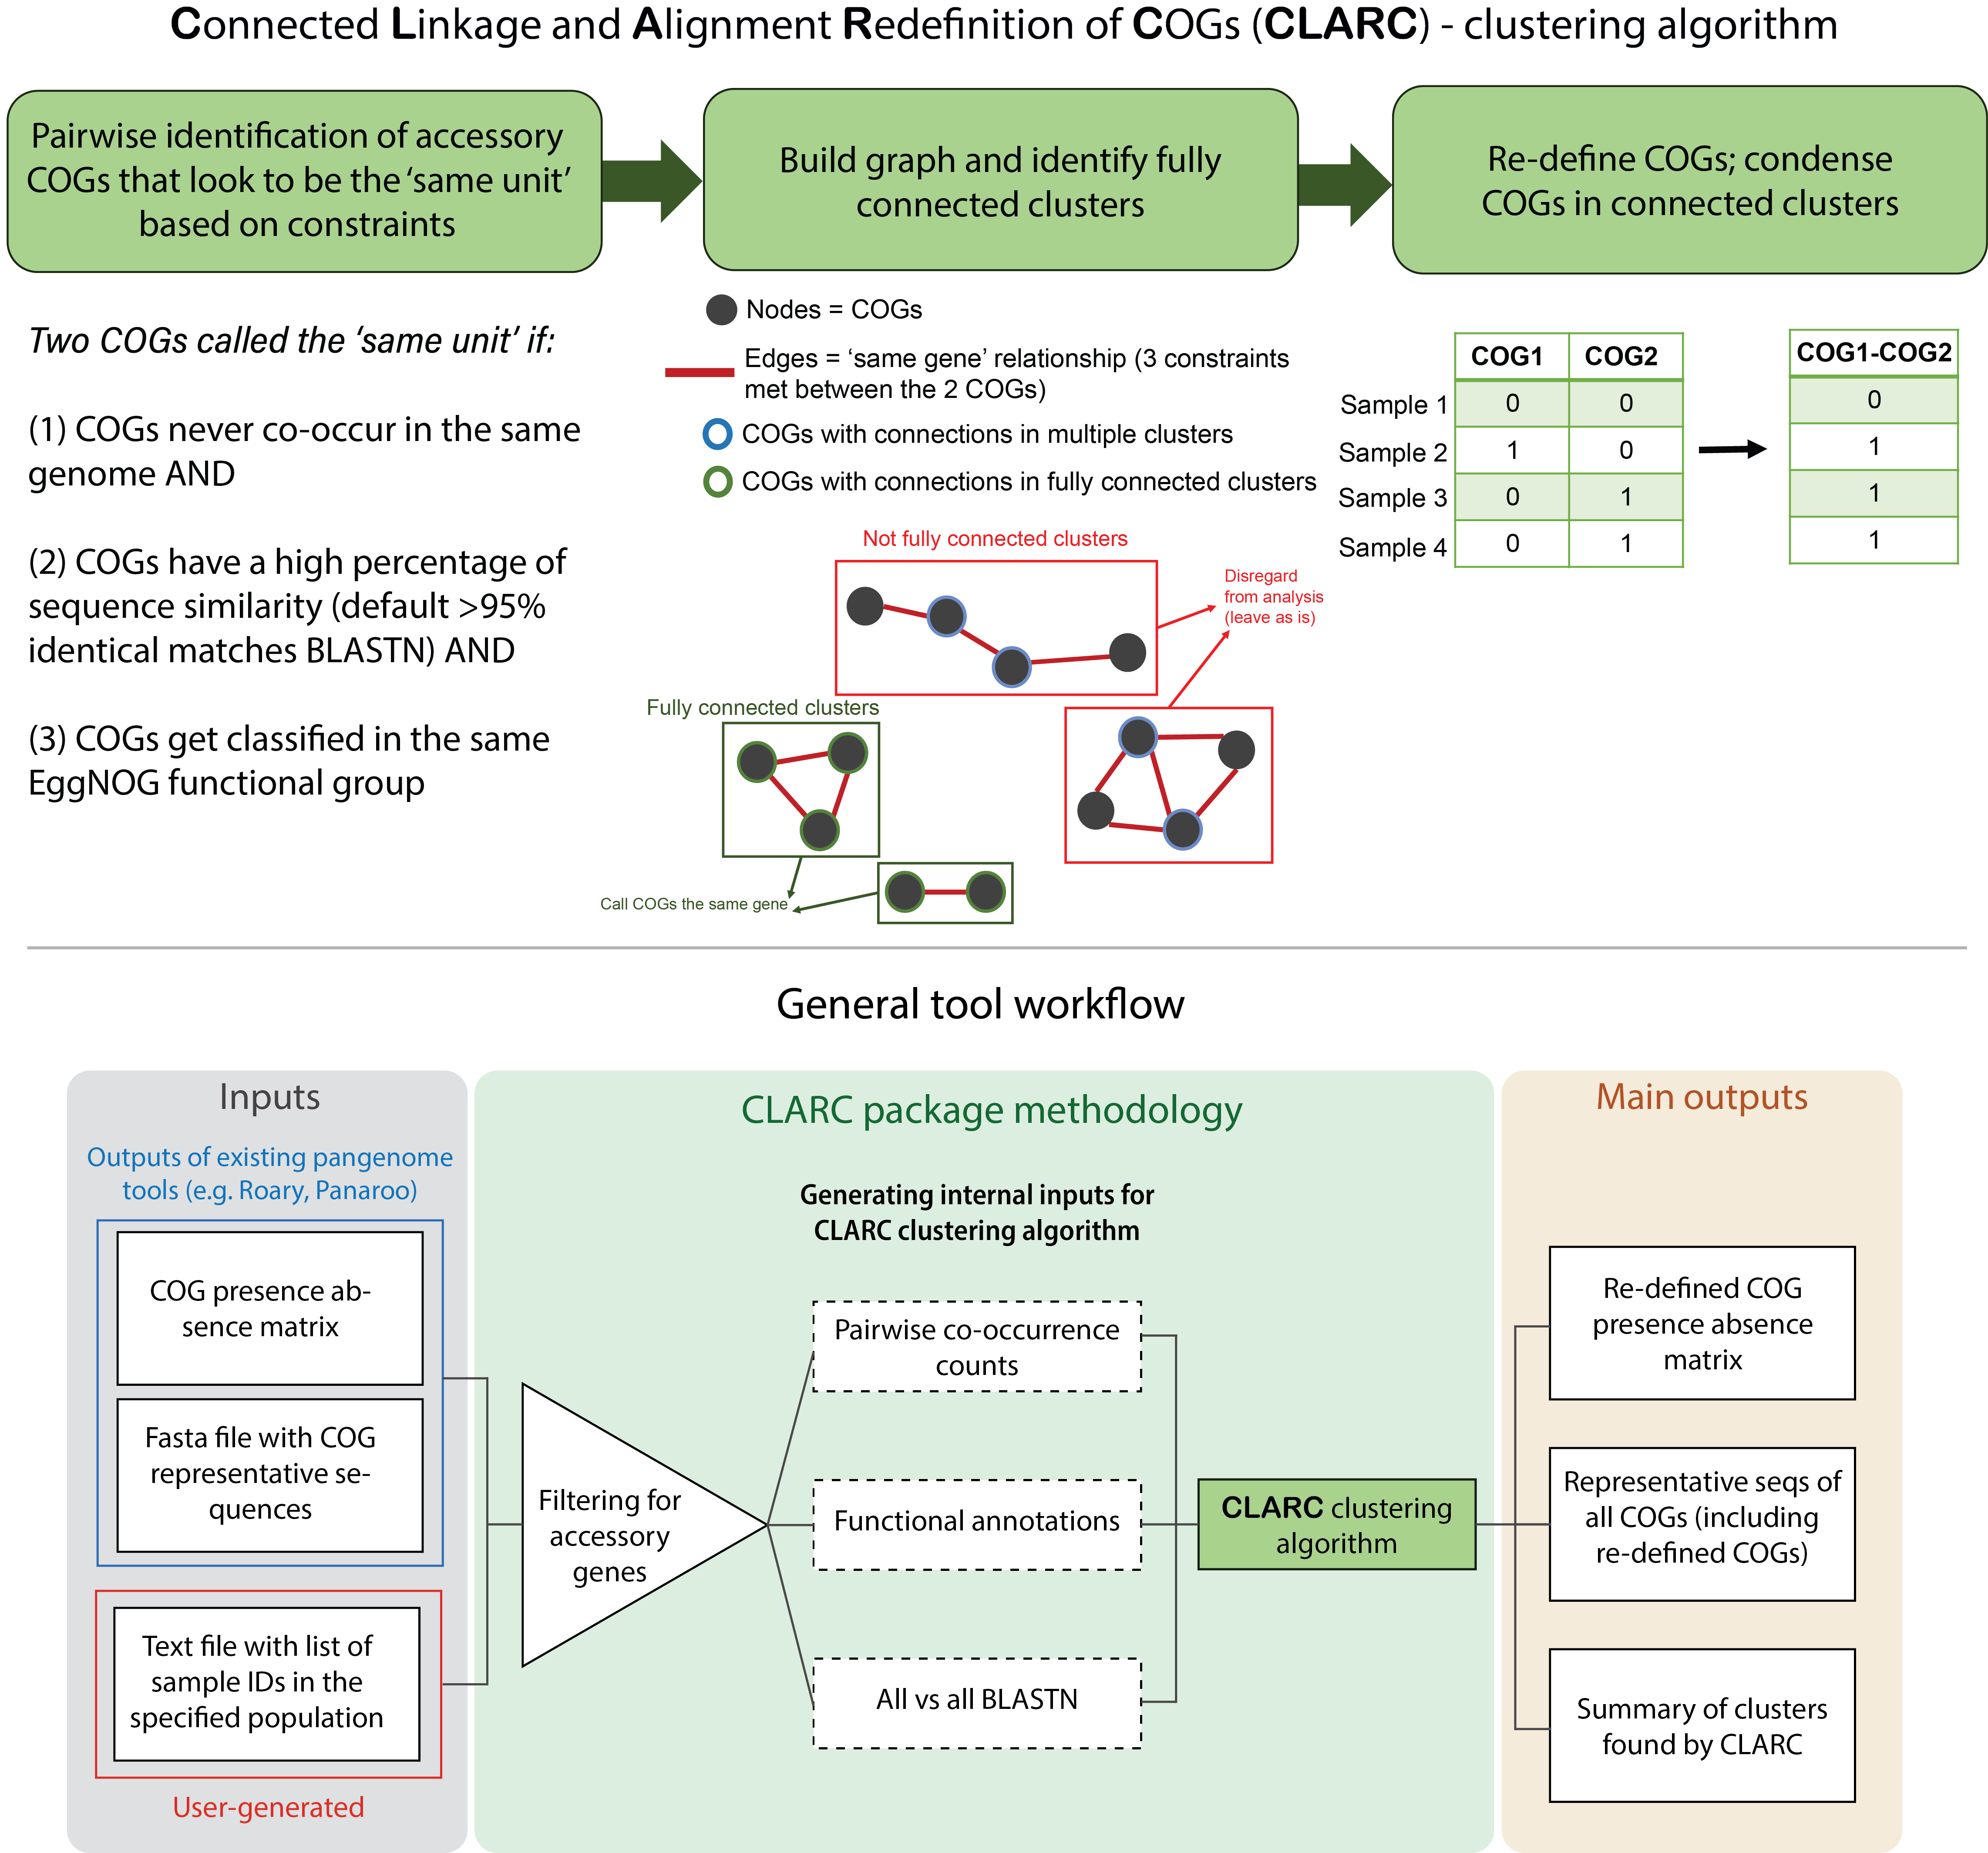 Connected Linkage and Alignment Redefinition of COGs (CLARC) - clustering algorithm
Pairwise identification of accessory
COGs that look to be the ‘same unit’
based on constraints
Build graph and identify fully
connected clusters
Re-define COGs; condense
COGs in connected clusters
Two COGs called the ‘same unit’ if:
(1) COGs never co-occur in the same
genome AND
(2) COGs have a high percentage of
sequence similarity (default >95%
identical matches BLASTN) AND
(3) COGs get classified in the same
EggNOG functional group
Nodes = COGs
Edges = ‘same gene’ relationship (3 constraints
met between the 2 COGs)
COGs with connections in multiple clusters
COGs with connections in fully connected clusters
Not fully connected clusters
Disregard
from analysis
(leave as is)
Fully connected clusters
Call COGs the same gene
COG1 COG2
Sample 1 0 0
Sample 2 1 0
Sample 3 0 1
Sample 4 0 1
COG1-COG2
0
1
1
1
General tool workflow
Inputs
Outputs of existing pangenome
tools (e.g. Roary, Panaroo)
COG presence ab-
sence matrix
Fasta file with COG
representative se-
quences
Text file with list of
sample IDs in the
specified population
User-generated
CLARC package methodology
Generating internal inputs for
CLARC clustering algorithm
Filtering for
accessory
genes
Pairwise co-occurrence
counts
Functional annotations
All vs all BLASTN
CLARC clustering
algorithm
Main outputs
Re-defined COG
presence absence
matrix
Representative seqs of
all COGs (including
re-defined COGs)
Summary of clusters
found by CLARC